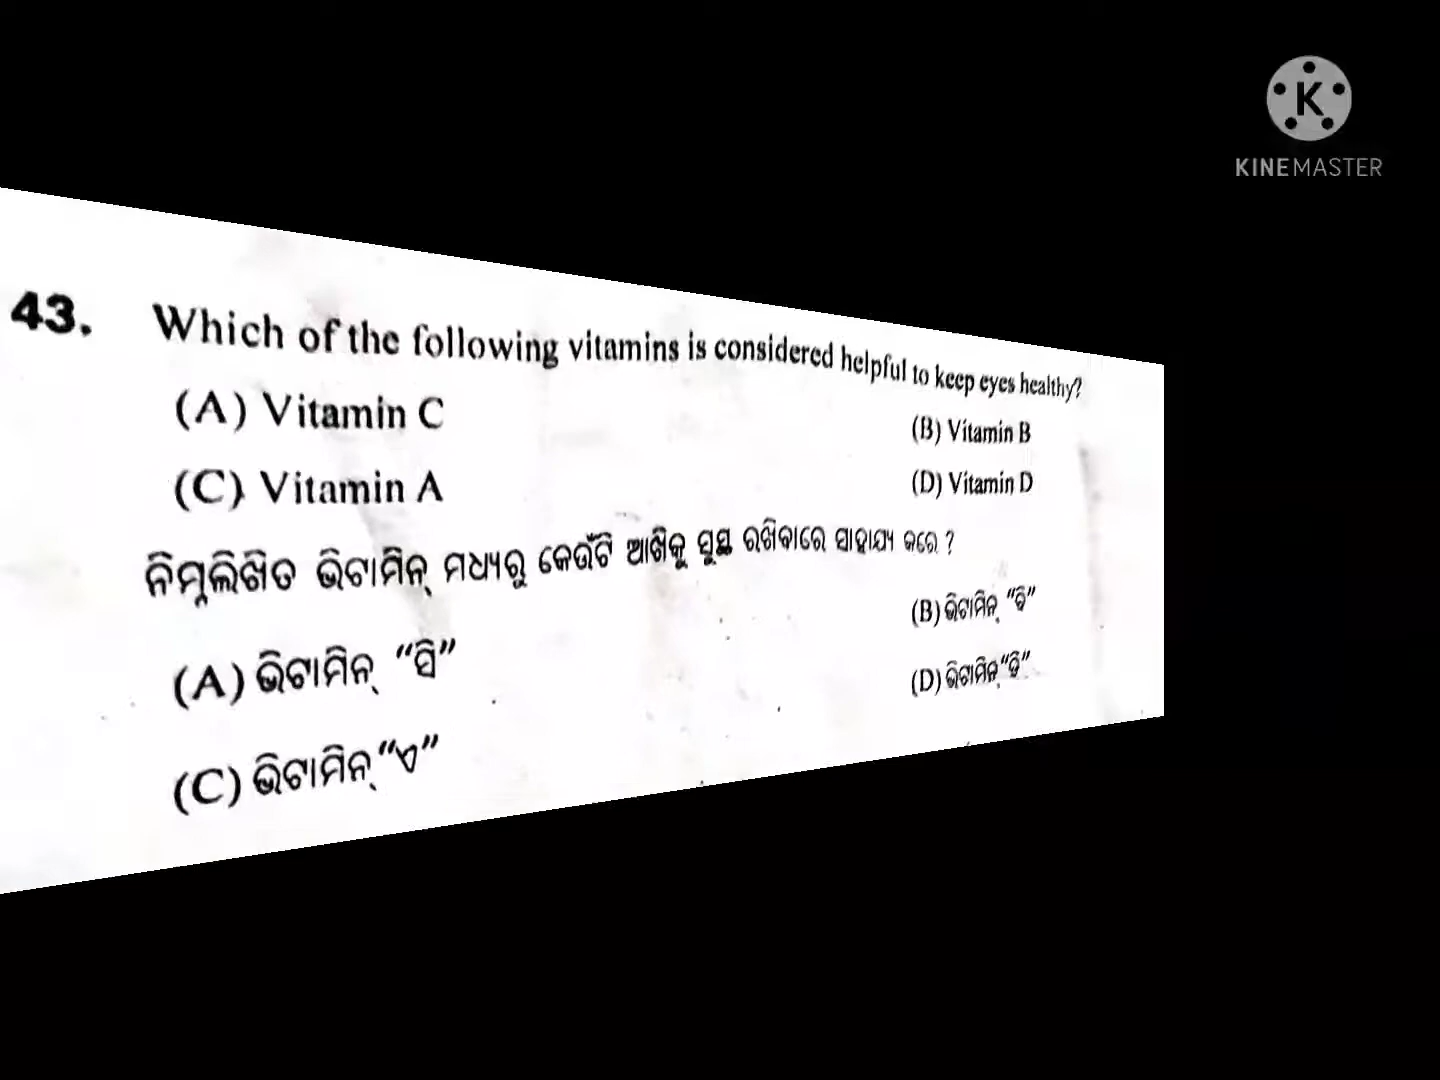 K
KINEMASTER
43. Which of the following vitamins is considered helpful to keep eyes healthy?
(A) Vitamin C (B) Vitamin B
(C) Vitamin A (D) Vitamin D
ନିମ୍ନଲିଖିତ ଭିଟାମିନ୍ ମଧ୍ୟରୁ କେଉଁଟି ଆଖିକୁ ସୁସ୍ଥ ରଖିବାରେ ସାହାଯ୍ୟ କରେ ?
(A) ଭିଟାମିନ୍ “ସି” (B) ଭିଟାମିନ୍ “ବି”
(C) ଭିଟାମିନ୍ “ଏ” (D) ଭିଟାମିନ୍ “ଡି”